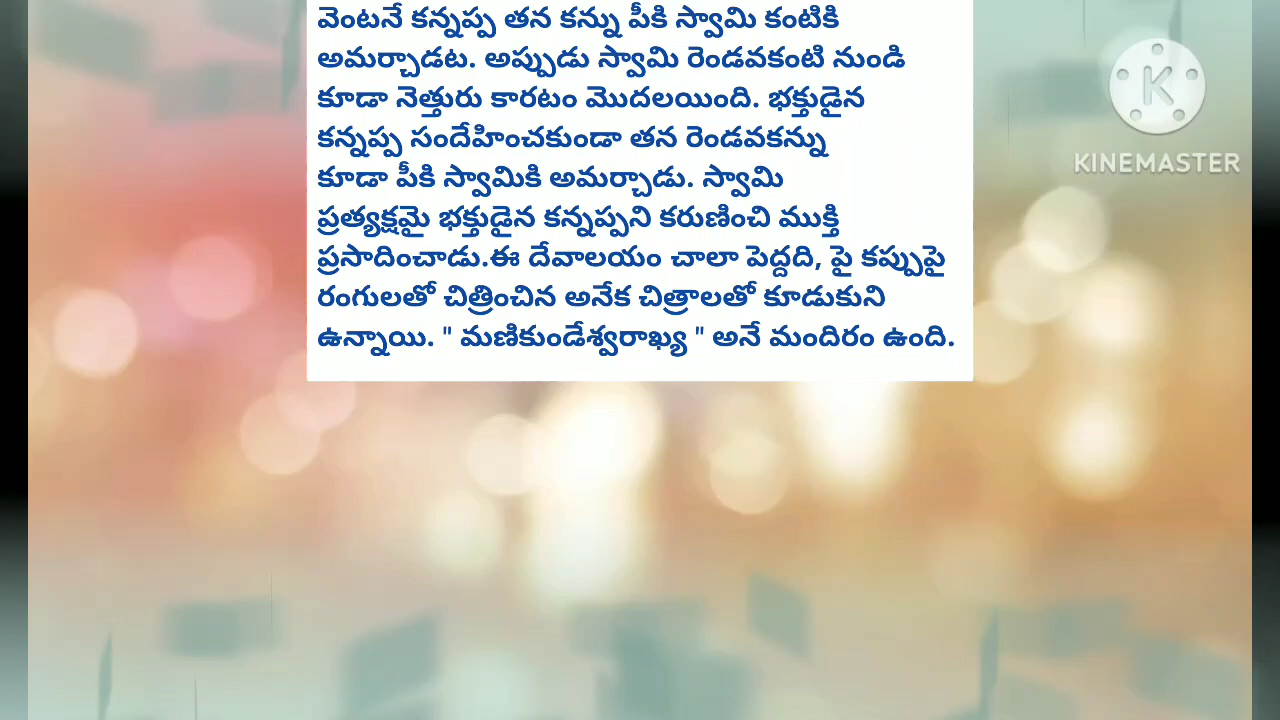 వెంటనే కన్నప్ప తన కన్ను పీకి స్వామి కంటికి
అమర్చాడట. అప్పుడు స్వామి రెండవకంటి నుండి
కూడా నెత్తురు కారటం మొదలయింది. భక్తుడైన
కన్నప్ప సందేహించకుండా తన రెండవకన్ను
కూడా పీకి స్వామికి అమర్చాడు. స్వామి
ప్రత్యక్షమై భక్తుడైన కన్నప్పని కరుణించి ముక్తి
ప్రసాదించాడు.ఈ దేవాలయం చాలా పెద్దది, పై కప్పుపై
రంగులతో చిత్రించిన అనేక చిత్రాలతో కూడుకుని
ఉన్నాయి. " మణికుండేశ్వరాఖ్య " అనే మందిరం ఉంది.
K
KINEMASTER